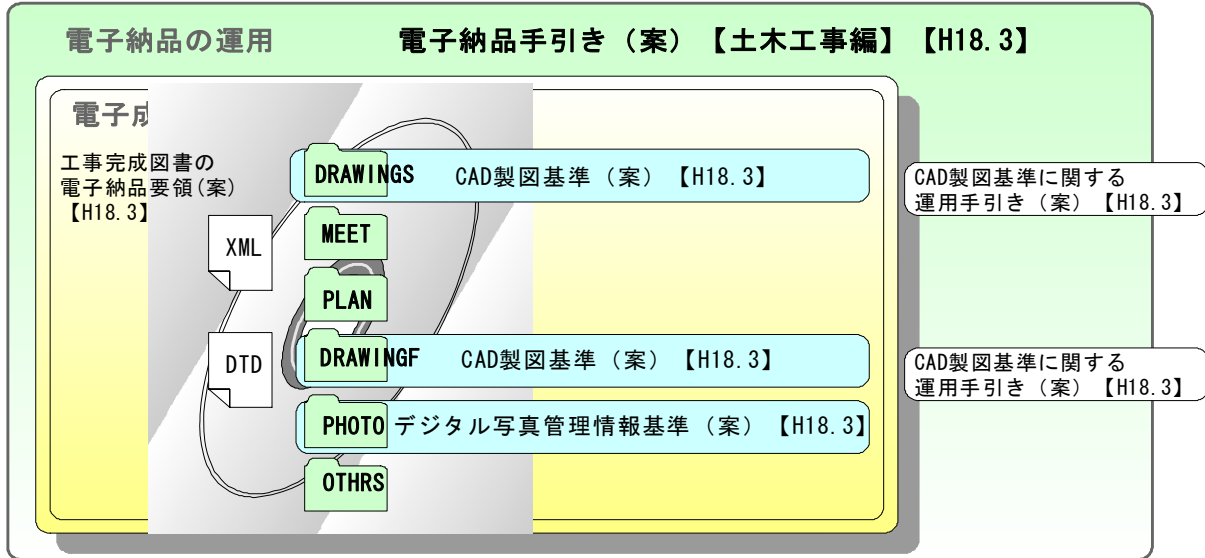 電子納品の運用 電子納品手引き（案）【土木工事編】【H18.3】
電子成
工事完成図書の
電子納品要領(案)
【H18.3】
DRAWINGS CAD製図基準（案）【H18.3】
CAD製図基準に関する
運用手引き（案）【H18.3】
XML
MEET
PLAN
DTD
DRAWINGF CAD製図基準（案）【H18.3】
CAD製図基準に関する
運用手引き（案）【H18.3】
PHOTO デジタル写真管理情報基準（案）【H18.3】
OTHRS